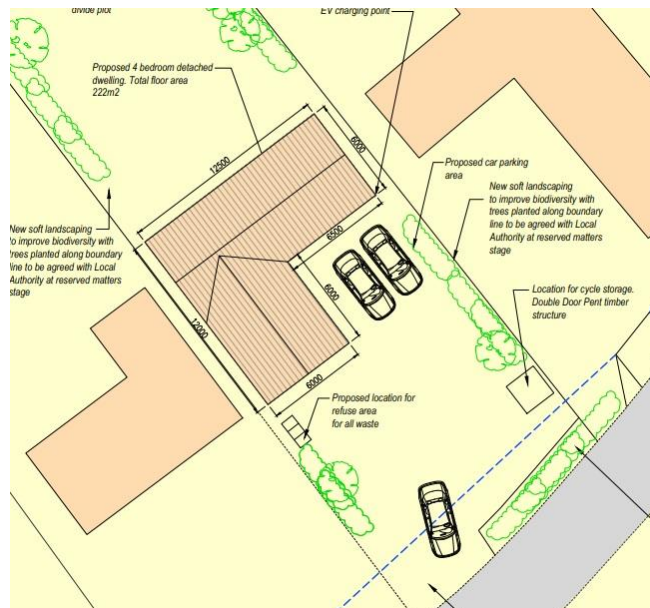 divide plot
EV charging point
Proposed 4 bedroom detached
dwelling. Total floor area
222m2
12500
6000
Proposed car parking
area
New soft landscaping
to improve biodiversity with
trees planted along boundary
line to be agreed with Local
Authority at reserved matters
stage
New soft landscaping
to improve biodiversity with
trees planted along boundary
line to be agreed with Local
Authority at reserved matters
stage
6500
6000
12000
6000
Location for cycle storage.
Double Door Pent timber
structure
Proposed location for
refuse area
for all waste